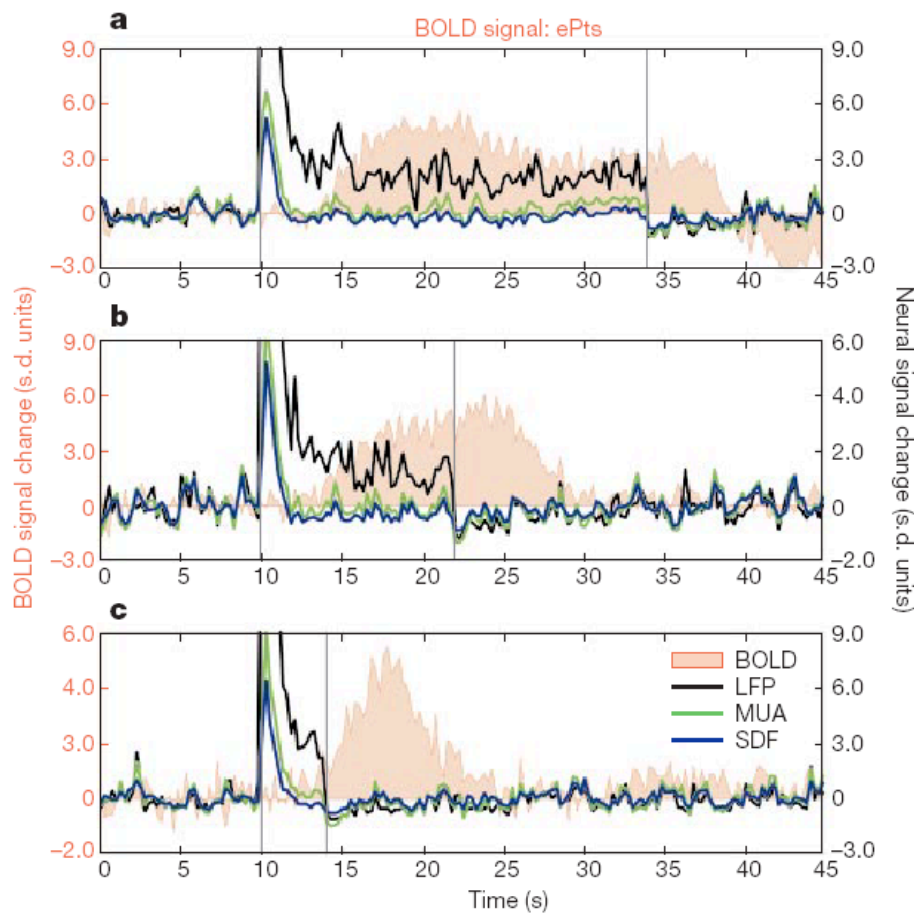 a
BOLD signal: ePts
9.0
6.0
3.0
0
–3.0
9.0
6.0
3.0
0
–3.0
0 5 10 15 20 25 30 35 40 45
b
9.0
6.0
3.0
0
–3.0
6.0
4.0
2.0
0
–2.0
0 5 10 15 20 25 30 35 40 45
BOLD signal change (s.d. units)
Neural signal change (s.d. units)
c
6.0
4.0
3.0
0
–2.0
BOLD
LFP
MUA
SDF
9.0
6.0
3.0
0
–3.0
0 5 10 15 20 25 30 35 40 45
Time (s)